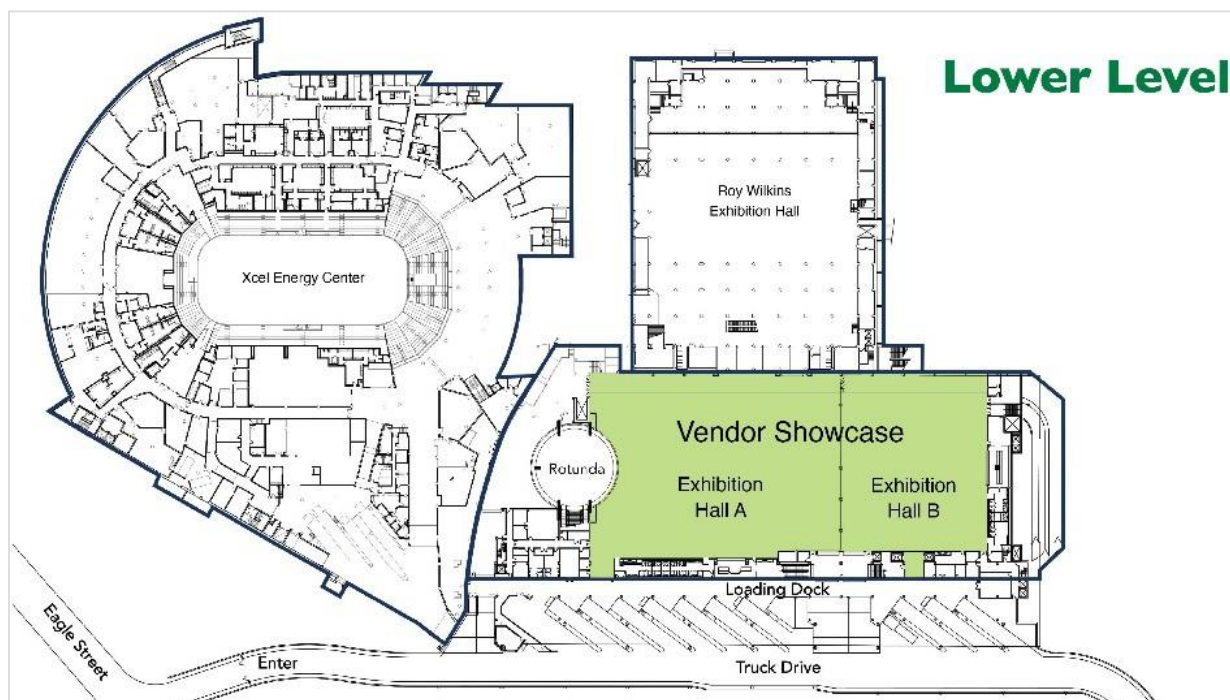 Lower Level
Roy Wilkins
Exhibition Hall
Xcel Energy Center
Vendor Showcase
Rotunda
Exhibition
Hall A
Exhibition
Hall B
Loading Dock
Eagle Street
Enter
Truck Drive